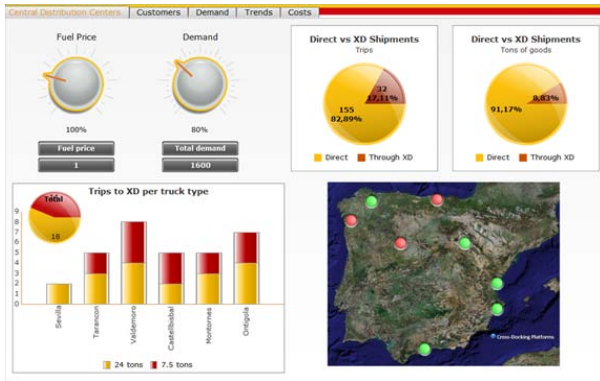 Central Distribution Centers Customers Demand Trends Costs
Fuel Price Demand
100% 80%
Fuel price Total demand
1 1600
Direct vs XD Shipments
Trips
32
17,11%
155
82,89%
Direct Through XD
Direct vs XD Shipments
Tons of goods
8,83%
91,17%
Direct Through XD
Trips to XD per truck type
Total
18
9
8
7
6
5
4
3
2
1
0
Sevilla
Tarancon
Valdemoro
Castellbisbal
Montornes
Ontigola
24 tons 7.5 tons
Cross-Docking Platforms